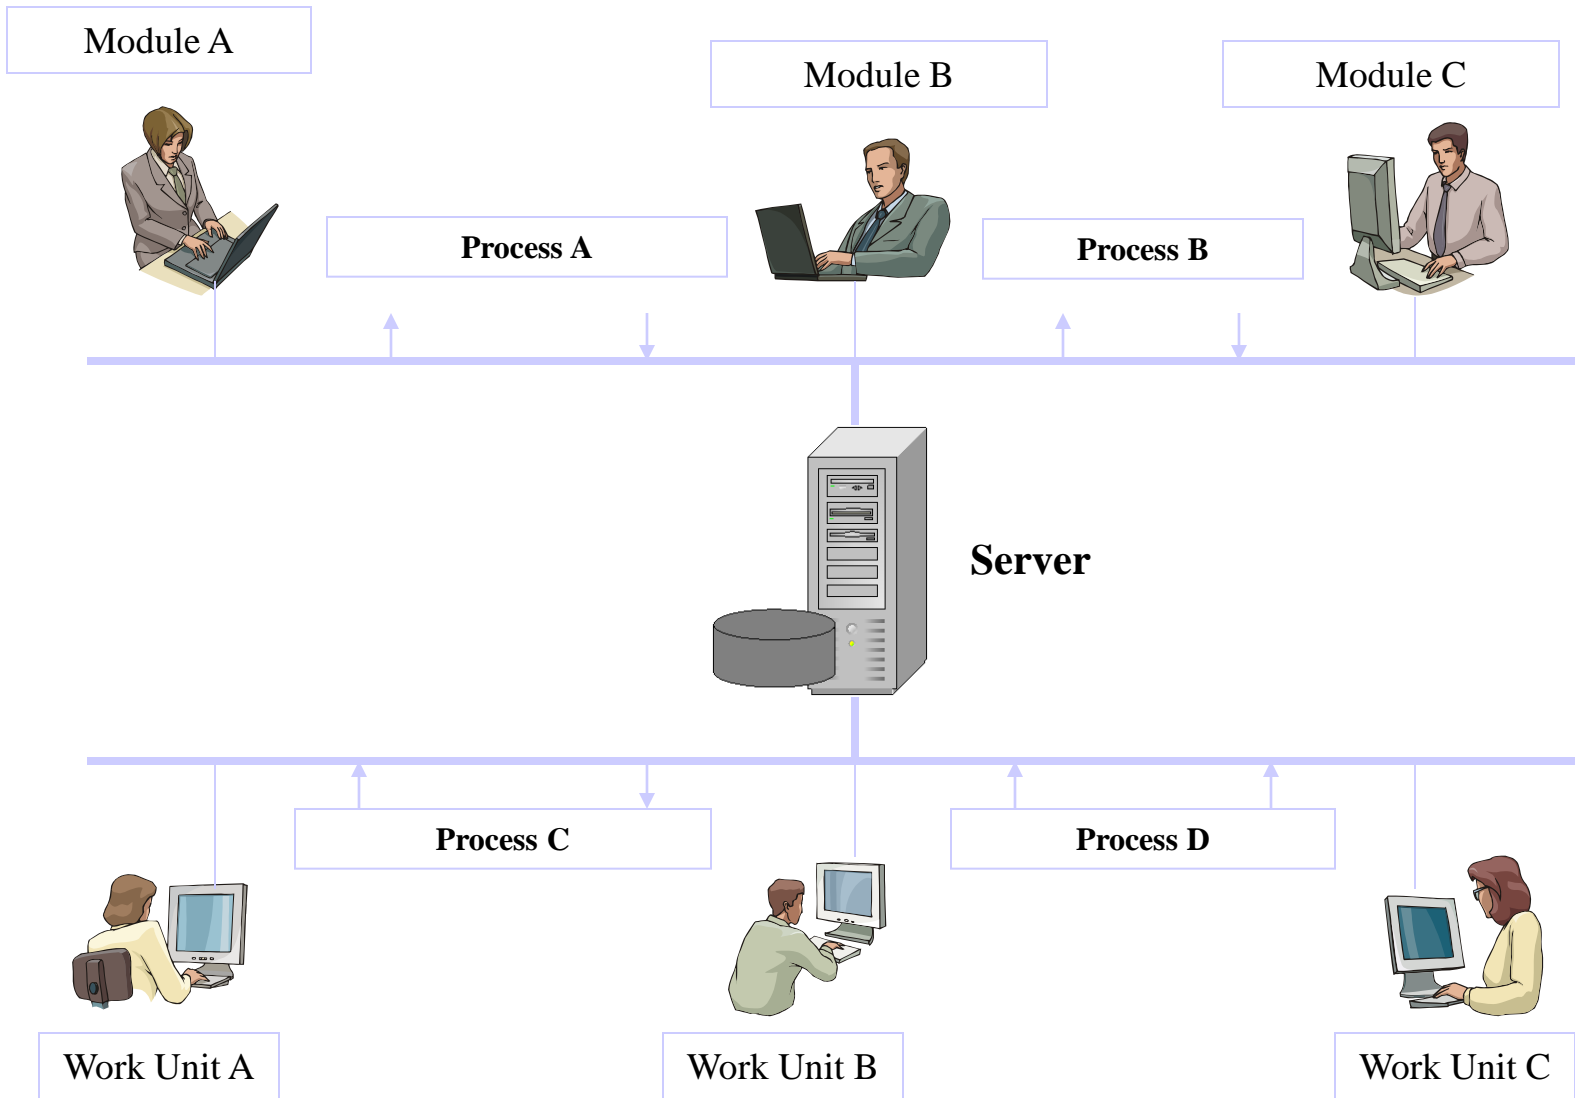 Module A
Module B
Module C
Process A
Process B
Server
Process C
Process D
Work Unit A
Work Unit B
Work Unit C